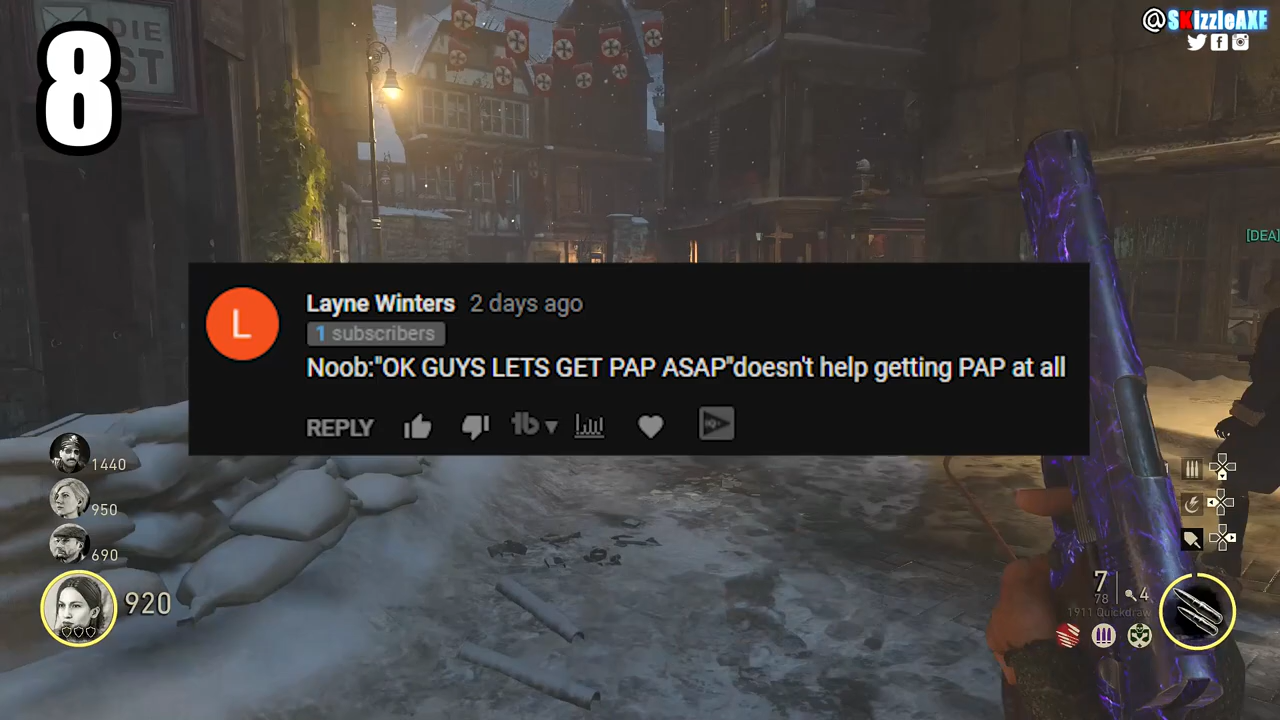 8
DIE
ST
@SKizzleAXE
[DEA]
L
Layne Winters 2 days ago
1 subscribers
Noob:"OK GUYS LETS GET PAP ASAP"doesn't help getting PAP at all
REPLY
1440
950
690
920
1
7
78
4
1911 Quickdraw